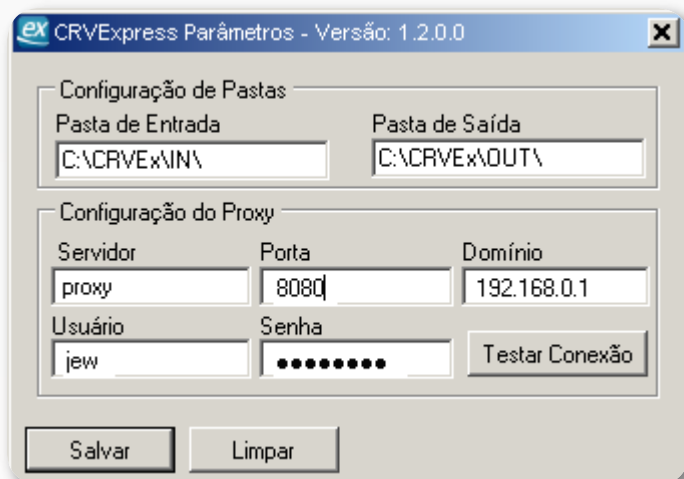 ex CRVExpress Parâmetros - Versão: 1.2.0.0
Configuração de Pastas
Pasta de Entrada Pasta de Saída
C:\CRVEx\IN\ C:\CRVEx\OUT\
Configuração do Proxy
Servidor Porta Domínio
proxy 8080 192.168.0.1
Usuário Senha
jew ●●●●●●●● Testar Conexão
Salvar Limpar